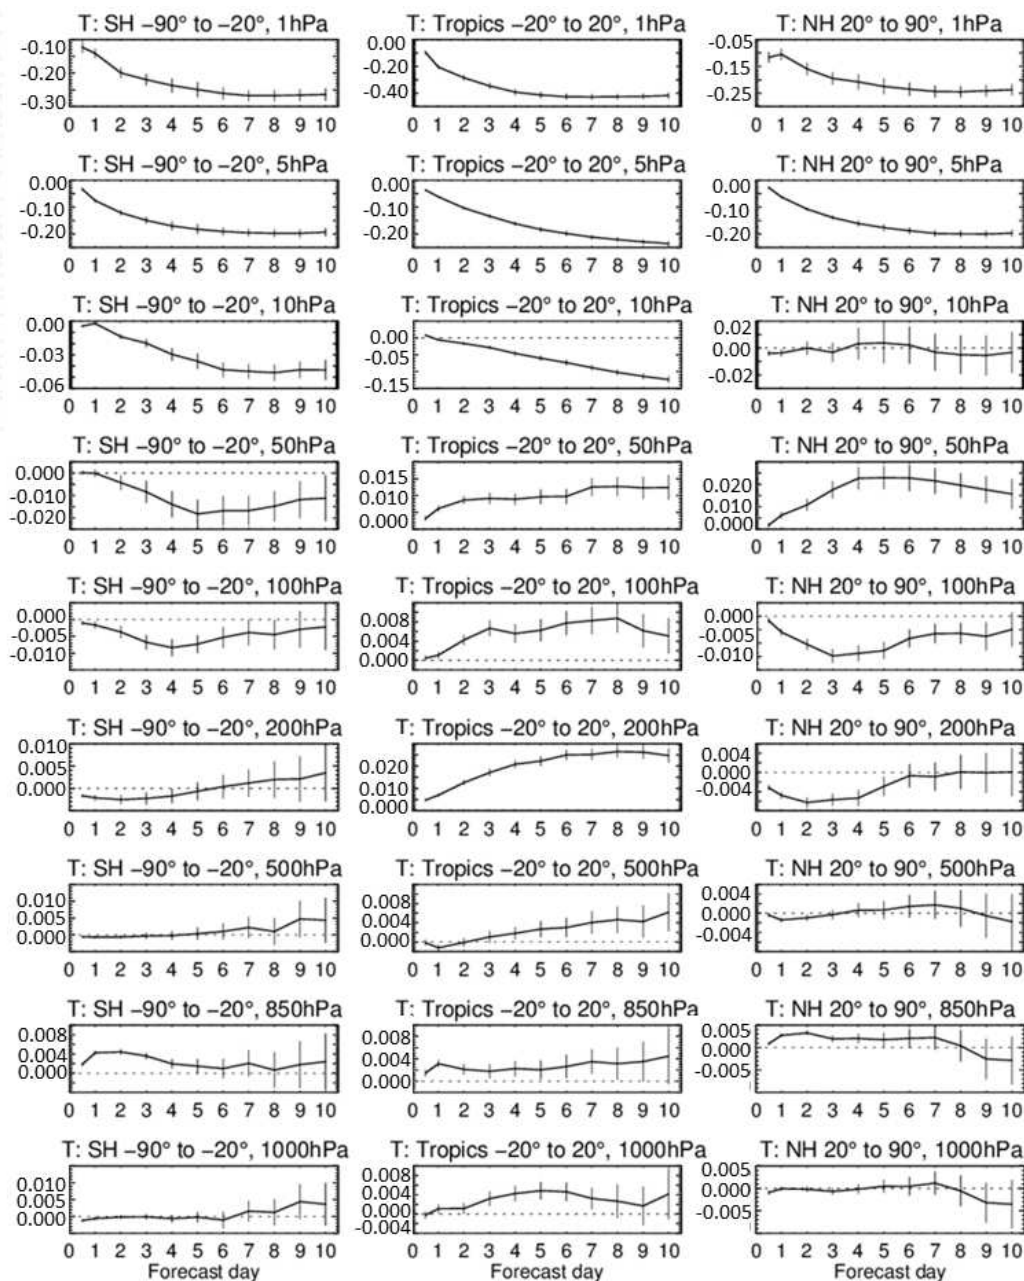 T: SH −90° to −20°, 1hPa
-0.10
-0.20
-0.30
0 1 2 3 4 5 6 7 8 9 10
T: Tropics −20° to 20°, 1hPa
0.00
-0.20
-0.40
0 1 2 3 4 5 6 7 8 9 10
T: NH 20° to 90°, 1hPa
-0.05
-0.15
-0.25
0 1 2 3 4 5 6 7 8 9 10
T: SH −90° to −20°, 5hPa
0.00
-0.10
-0.20
0 1 2 3 4 5 6 7 8 9 10
T: Tropics −20° to 20°, 5hPa
0.00
-0.10
-0.20
0 1 2 3 4 5 6 7 8 9 10
T: NH 20° to 90°, 5hPa
0.00
-0.10
-0.20
0 1 2 3 4 5 6 7 8 9 10
T: SH −90° to −20°, 10hPa
0.00
-0.03
-0.06
0 1 2 3 4 5 6 7 8 9 10
T: Tropics −20° to 20°, 10hPa
0.00
-0.05
-0.15
0 1 2 3 4 5 6 7 8 9 10
T: NH 20° to 90°, 10hPa
0.02
0.00
-0.02
0 1 2 3 4 5 6 7 8 9 10
T: SH −90° to −20°, 50hPa
0.000
-0.010
-0.020
0 1 2 3 4 5 6 7 8 9 10
T: Tropics −20° to 20°, 50hPa
0.015
0.010
0.000
0 1 2 3 4 5 6 7 8 9 10
T: NH 20° to 90°, 50hPa
0.020
0.010
0.000
0 1 2 3 4 5 6 7 8 9 10
T: SH −90° to −20°, 100hPa
0.000
-0.005
-0.010
0 1 2 3 4 5 6 7 8 9 10
T: Tropics −20° to 20°, 100hPa
0.008
0.004
0.000
0 1 2 3 4 5 6 7 8 9 10
T: NH 20° to 90°, 100hPa
0.000
-0.005
-0.010
0 1 2 3 4 5 6 7 8 9 10
T: SH −90° to −20°, 200hPa
0.010
0.005
0.000
0 1 2 3 4 5 6 7 8 9 10
T: Tropics −20° to 20°, 200hPa
0.020
0.010
0.000
0 1 2 3 4 5 6 7 8 9 10
T: NH 20° to 90°, 200hPa
0.004
0.000
-0.004
0 1 2 3 4 5 6 7 8 9 10
T: SH −90° to −20°, 500hPa
0.010
0.005
0.000
0 1 2 3 4 5 6 7 8 9 10
T: Tropics −20° to 20°, 500hPa
0.008
0.004
0.000
0 1 2 3 4 5 6 7 8 9 10
T: NH 20° to 90°, 500hPa
0.004
0.000
-0.004
0 1 2 3 4 5 6 7 8 9 10
T: SH −90° to −20°, 850hPa
0.008
0.004
0.000
0 1 2 3 4 5 6 7 8 9 10
T: Tropics −20° to 20°, 850hPa
0.008
0.004
0.000
0 1 2 3 4 5 6 7 8 9 10
T: NH 20° to 90°, 850hPa
0.005
0.000
-0.005
0 1 2 3 4 5 6 7 8 9 10
T: SH −90° to −20°, 1000hPa
0.010
0.005
0.000
0 1 2 3 4 5 6 7 8 9 10
Forecast day
T: Tropics −20° to 20°, 1000hPa
0.008
0.004
0.000
-0.004
0 1 2 3 4 5 6 7 8 9 10
Forecast day
T: NH 20° to 90°, 1000hPa
0.005
0.000
-0.005
0 1 2 3 4 5 6 7 8 9 10
Forecast day